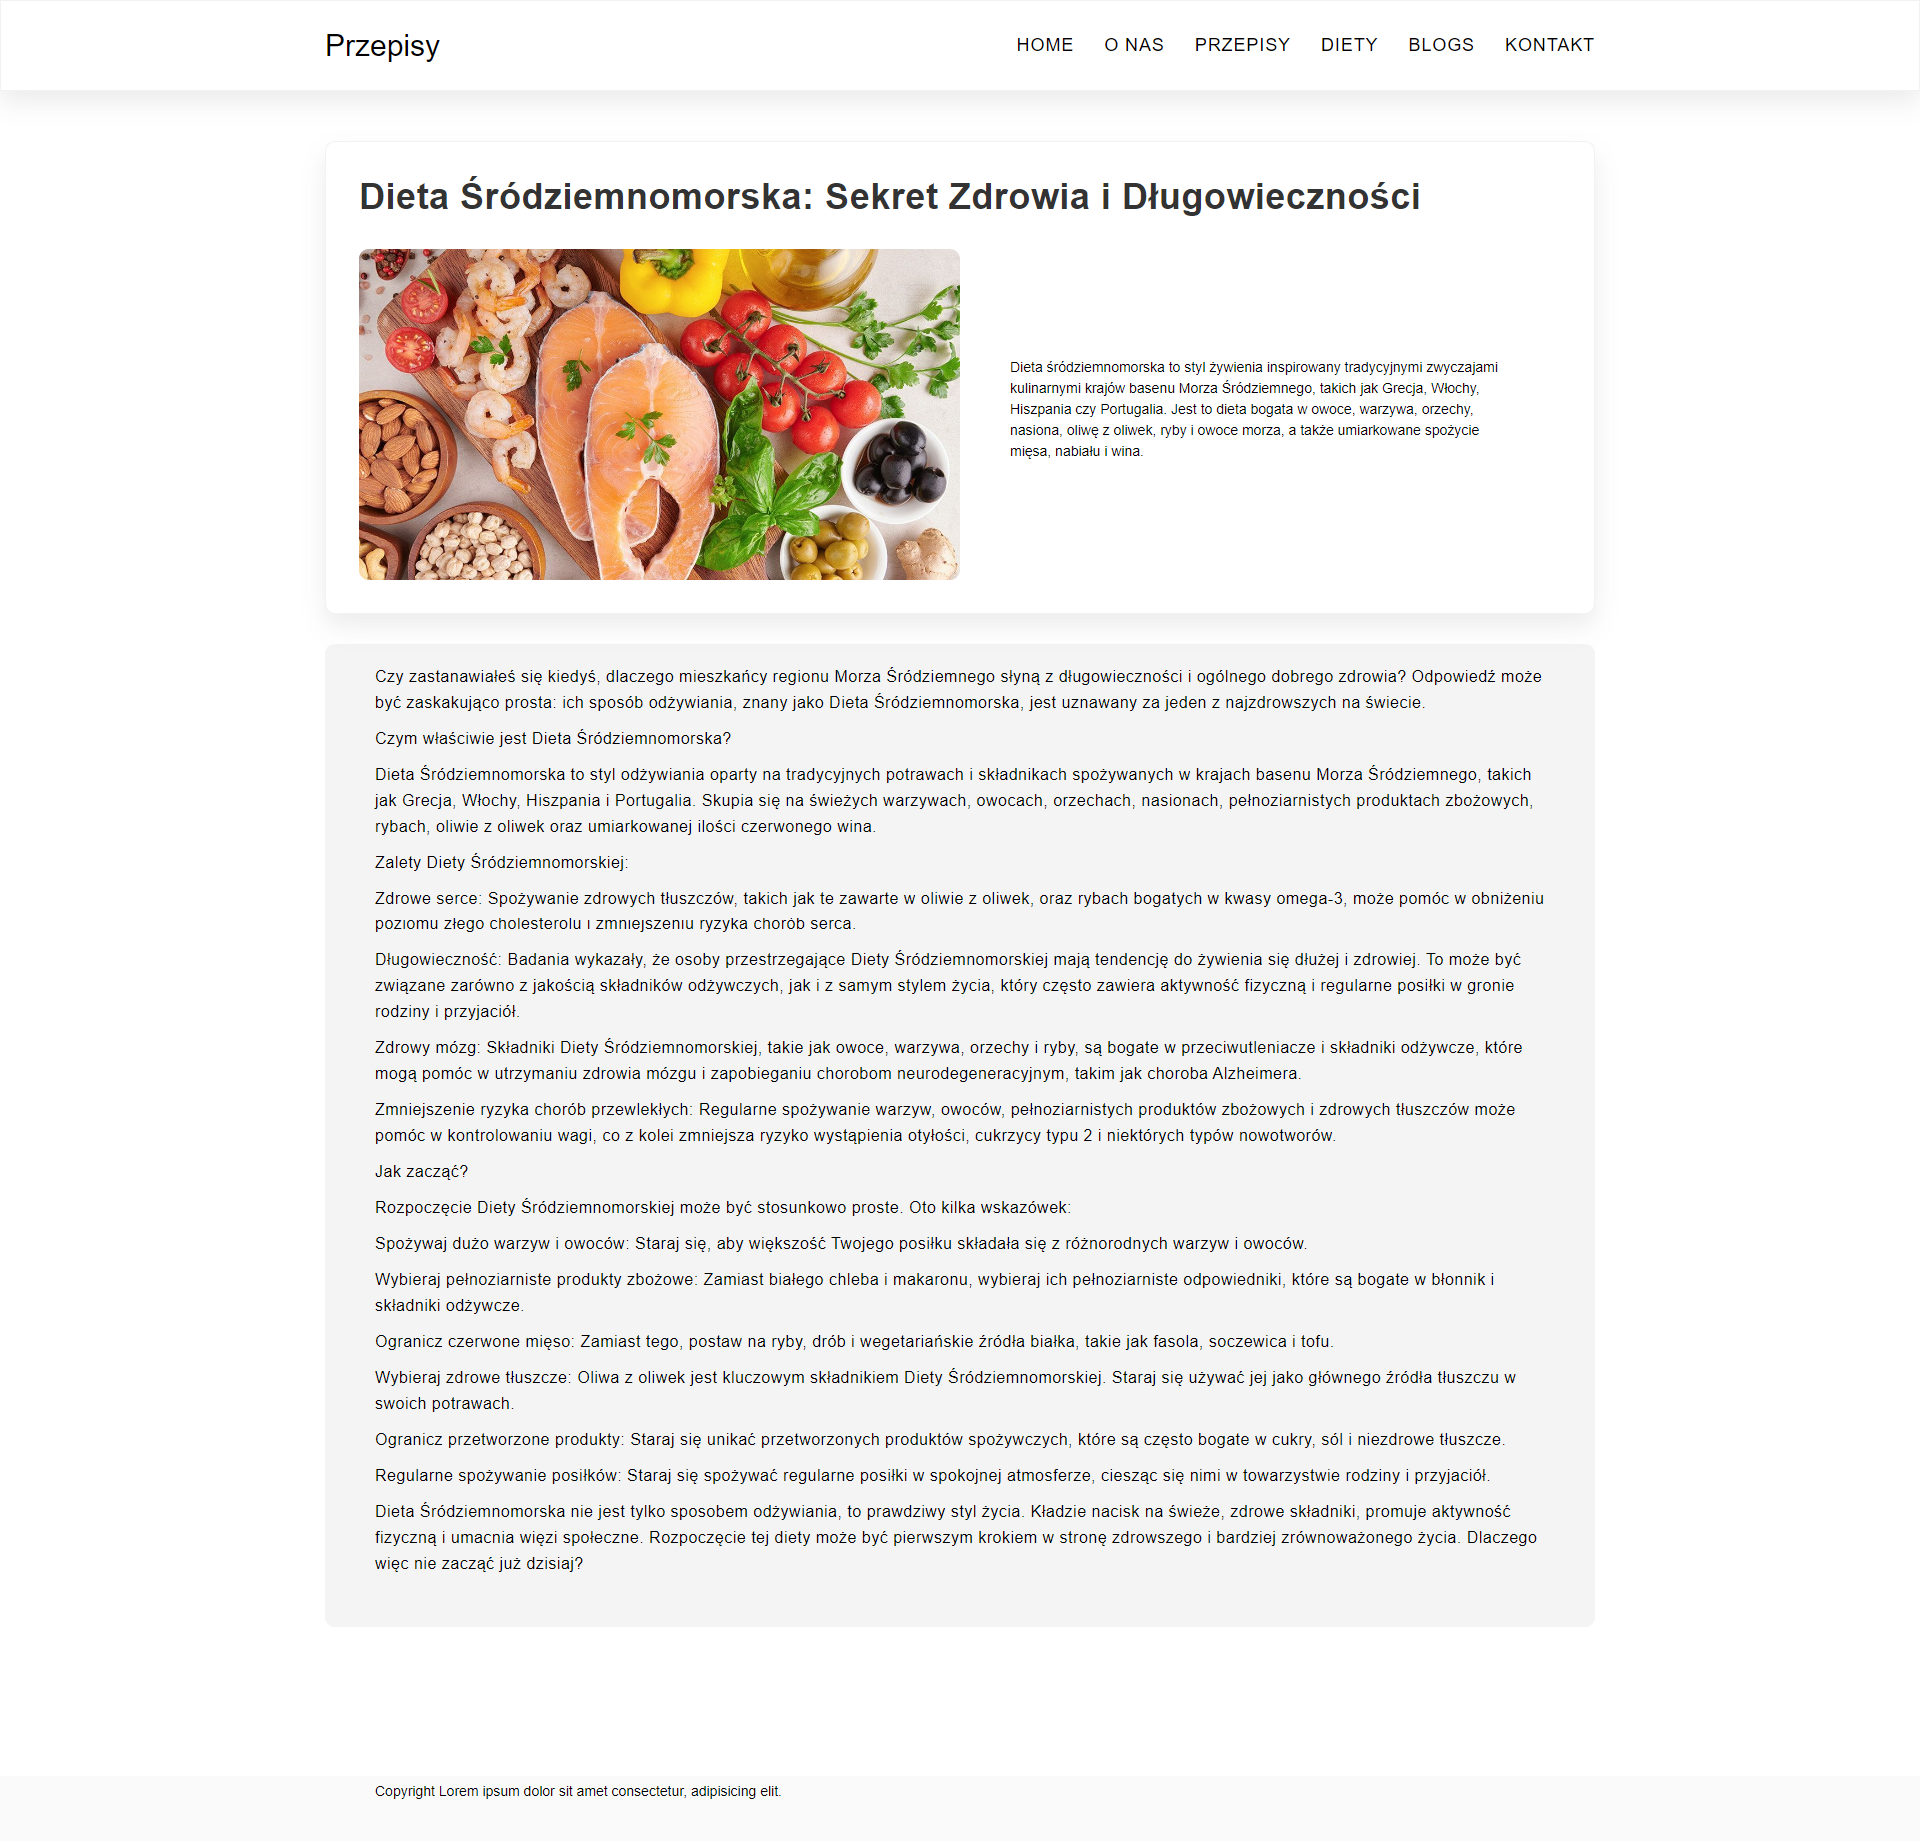 Przepisy
HOME O NAS PRZEPISY DIETY BLOGS KONTAKT
Dieta Śródziemnomorska: Sekret Zdrowia i Długowieczności
Dieta śródziemnomorska to styl żywienia inspirowany tradycyjnymi zwyczajami
kulinarnymi krajów basenu Morza Śródziemnego, takich jak Grecja, Włochy,
Hiszpania czy Portugalia. Jest to dieta bogata w owoce, warzywa, orzechy,
nasiona, oliwę z oliwek, ryby i owoce morza, a także umiarkowane spożycie
mięsa, nabiału i wina.
Czy zastanawiałeś się kiedyś, dlaczego mieszkańcy regionu Morza Śródziemnego słyną z długowieczności i ogólnego dobrego zdrowia? Odpowiedź może
być zaskakująco prosta: ich sposób odżywiania, znany jako Dieta Śródziemnomorska, jest uznawany za jeden z najzdrowszych na świecie.
Czym właściwie jest Dieta Śródziemnomorska?
Dieta Śródziemnomorska to styl odżywiania oparty na tradycyjnych potrawach i składnikach spożywanych w krajach basenu Morza Śródziemnego, takich
jak Grecja, Włochy, Hiszpania i Portugalia. Skupia się na świeżych warzywach, owocach, orzechach, nasionach, pełnoziarnistych produktach zbożowych,
rybach, oliwie z oliwek oraz umiarkowanej ilości czerwonego wina.
Zalety Diety Śródziemnomorskiej:
Zdrowe serce: Spożywanie zdrowych tłuszczów, takich jak te zawarte w oliwie z oliwek, oraz rybach bogatych w kwasy omega-3, może pomóc w obniżeniu
poziomu złego cholesterolu i zmniejszeniu ryzyka chorób serca.
Długowieczność: Badania wykazały, że osoby przestrzegające Diety Śródziemnomorskiej mają tendencję do żywienia się dłużej i zdrowiej. To może być
związane zarówno z jakością składników odżywczych, jak i z samym stylem życia, który często zawiera aktywność fizyczną i regularne posiłki w gronie
rodziny i przyjaciół.
Zdrowy mózg: Składniki Diety Śródziemnomorskiej, takie jak owoce, warzywa, orzechy i ryby, są bogate w przeciwutleniacze i składniki odżywcze, które
mogą pomóc w utrzymaniu zdrowia mózgu i zapobieganiu chorobom neurodegeneracyjnym, takim jak choroba Alzheimera.
Zmniejszenie ryzyka chorób przewlekłych: Regularne spożywanie warzyw, owoców, pełnoziarnistych produktów zbożowych i zdrowych tłuszczów może
pomóc w kontrolowaniu wagi, co z kolei zmniejsza ryzyko wystąpienia otyłości, cukrzycy typu 2 i niektórych typów nowotworów.
Jak zacząć?
Rozpoczęcie Diety Śródziemnomorskiej może być stosunkowo proste. Oto kilka wskazówek:
Spożywaj dużo warzyw i owoców: Staraj się, aby większość Twojego posiłku składała się z różnorodnych warzyw i owoców.
Wybieraj pełnoziarniste produkty zbożowe: Zamiast białego chleba i makaronu, wybieraj ich pełnoziarniste odpowiedniki, które są bogate w błonnik i
składniki odżywcze.
Ogranicz czerwone mięso: Zamiast tego, postaw na ryby, drób i wegetariańskie źródła białka, takie jak fasola, soczewica i tofu.
Wybieraj zdrowe tłuszcze: Oliwa z oliwek jest kluczowym składnikiem Diety Śródziemnomorskiej. Staraj się używać jej jako głównego źródła tłuszczu w
swoich potrawach.
Ogranicz przetworzone produkty: Staraj się unikać przetworzonych produktów spożywczych, które są często bogate w cukry, sól i niezdrowe tłuszcze.
Regularne spożywanie posiłków: Staraj się spożywać regularne posiłki w spokojnej atmosferze, ciesząc się nimi w towarzystwie rodziny i przyjaciół.
Dieta Śródziemnomorska nie jest tylko sposobem odżywiania, to prawdziwy styl życia. Kładzie nacisk na świeże, zdrowe składniki, promuje aktywność
fizyczną i umacnia więzi społeczne. Rozpoczęcie tej diety może być pierwszym krokiem w stronę zdrowszego i bardziej zrównoważonego życia. Dlaczego
więc nie zacząć już dzisiaj?
Copyright Lorem ipsum dolor sit amet consectetur, adipisicing elit.